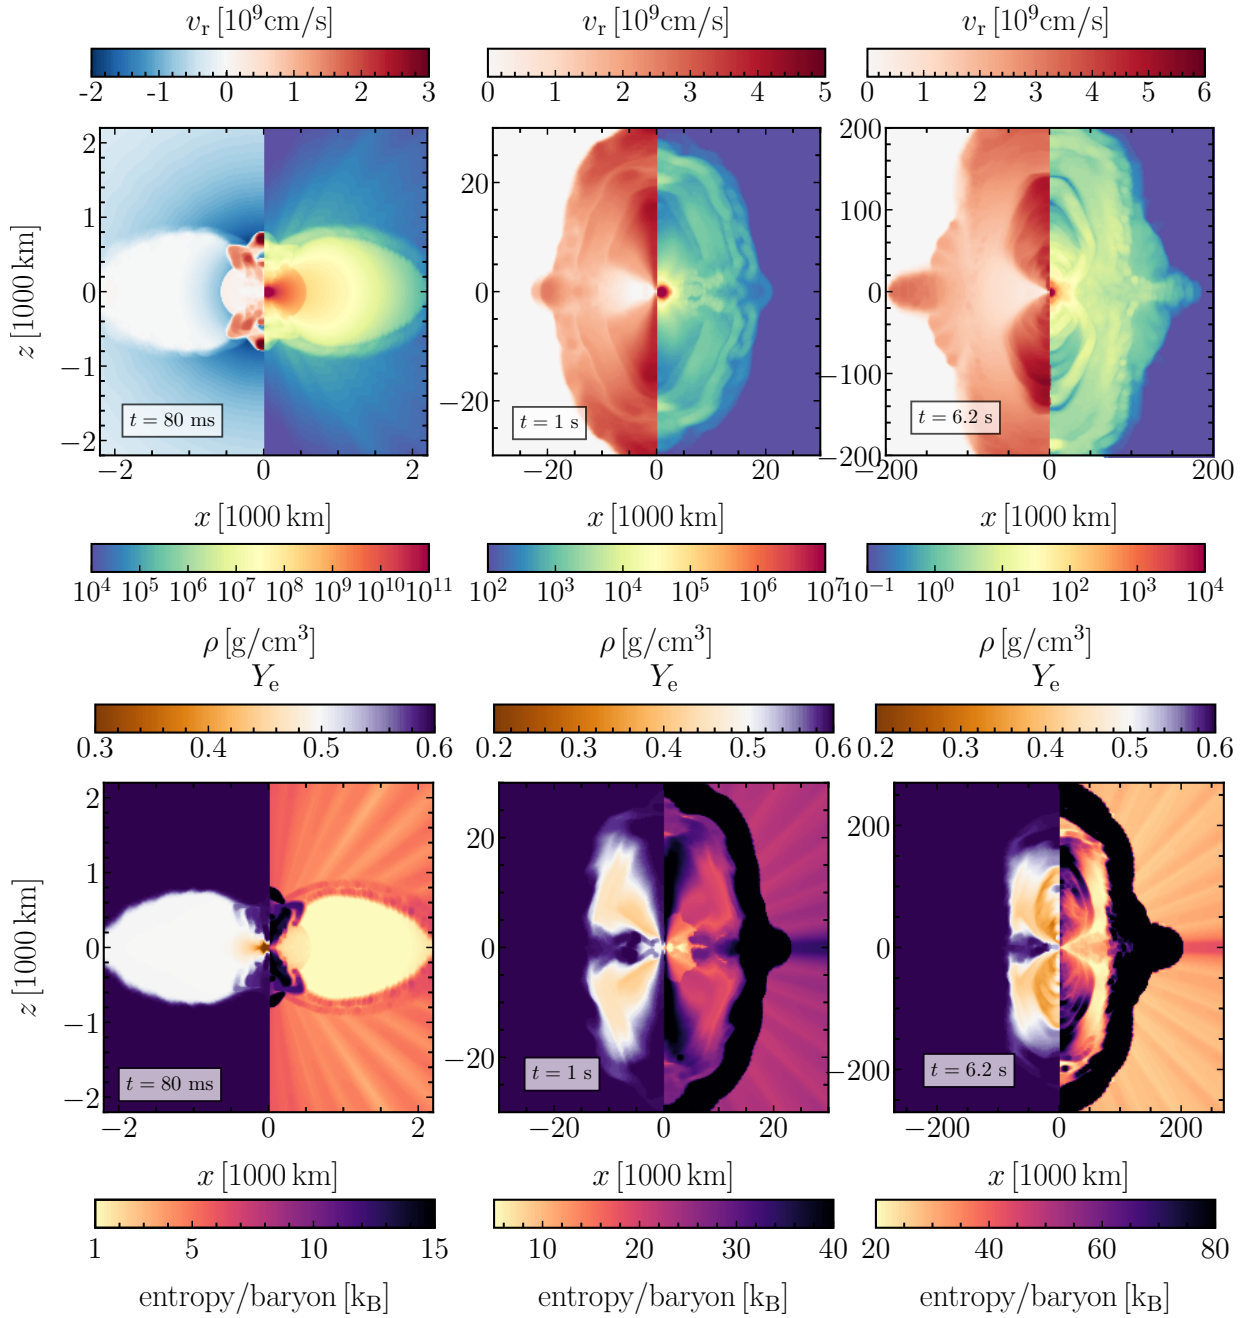 v_r [10^9 cm/s] v_r [10^9 cm/s] v_r [10^9 cm/s]
-2 -1 0 1 2 3 0 1 2 3 4 5 0 1 2 3 4 5 6
z [1000 km]
2 1 0 −1 −2
t = 80 ms
−2 0 2
20 0 −20
t = 1 s
−20 0 20
200 100 0 −100 −200
t = 6.2 s
−200 0 200
x [1000 km] x [1000 km] x [1000 km]
10^4 10^5 10^6 10^7 10^8 10^9 10^10 10^11 10^2 10^3 10^4 10^5 10^6 10^7 10^−1 10^0 10^1 10^2 10^3 10^4
ρ [g/cm^3] ρ [g/cm^3] ρ [g/cm^3]
Y_e Y_e Y_e
0.3 0.4 0.5 0.6 0.2 0.3 0.4 0.5 0.6 0.2 0.3 0.4 0.5 0.6
z [1000 km]
2 1 0 −1 −2
t = 80 ms
−2 0 2
20 0 −20
t = 1 s
−20 0 20
200 0 −200
t = 6.2 s
−200 0 200
x [1000 km] x [1000 km] x [1000 km]
1 5 10 15 10 20 30 40 20 40 60 80
entropy/baryon [k_B] entropy/baryon [k_B] entropy/baryon [k_B]